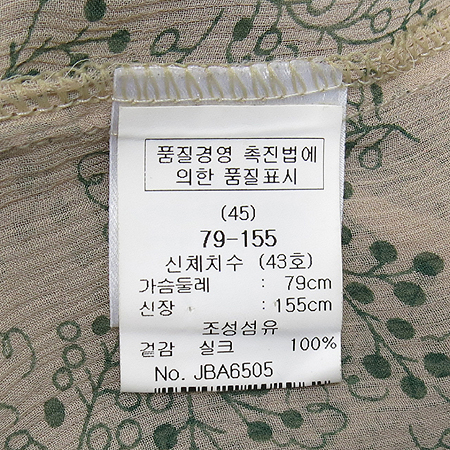 품질경영 촉진법에
의한 품질표시
(45)
79-155
신체치수 (43호)
가슴둘레 : 79cm
신장 : 155cm
조성섬유
겉감 실크 100%
No. JBA6505